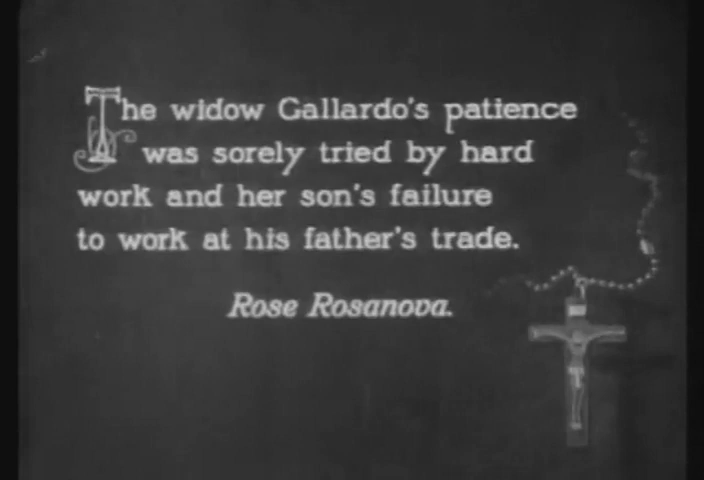 The widow Gallardo's patience
was sorely tried by hard
work and her son's failure
to work at his father's trade.
Rose Rosanova.